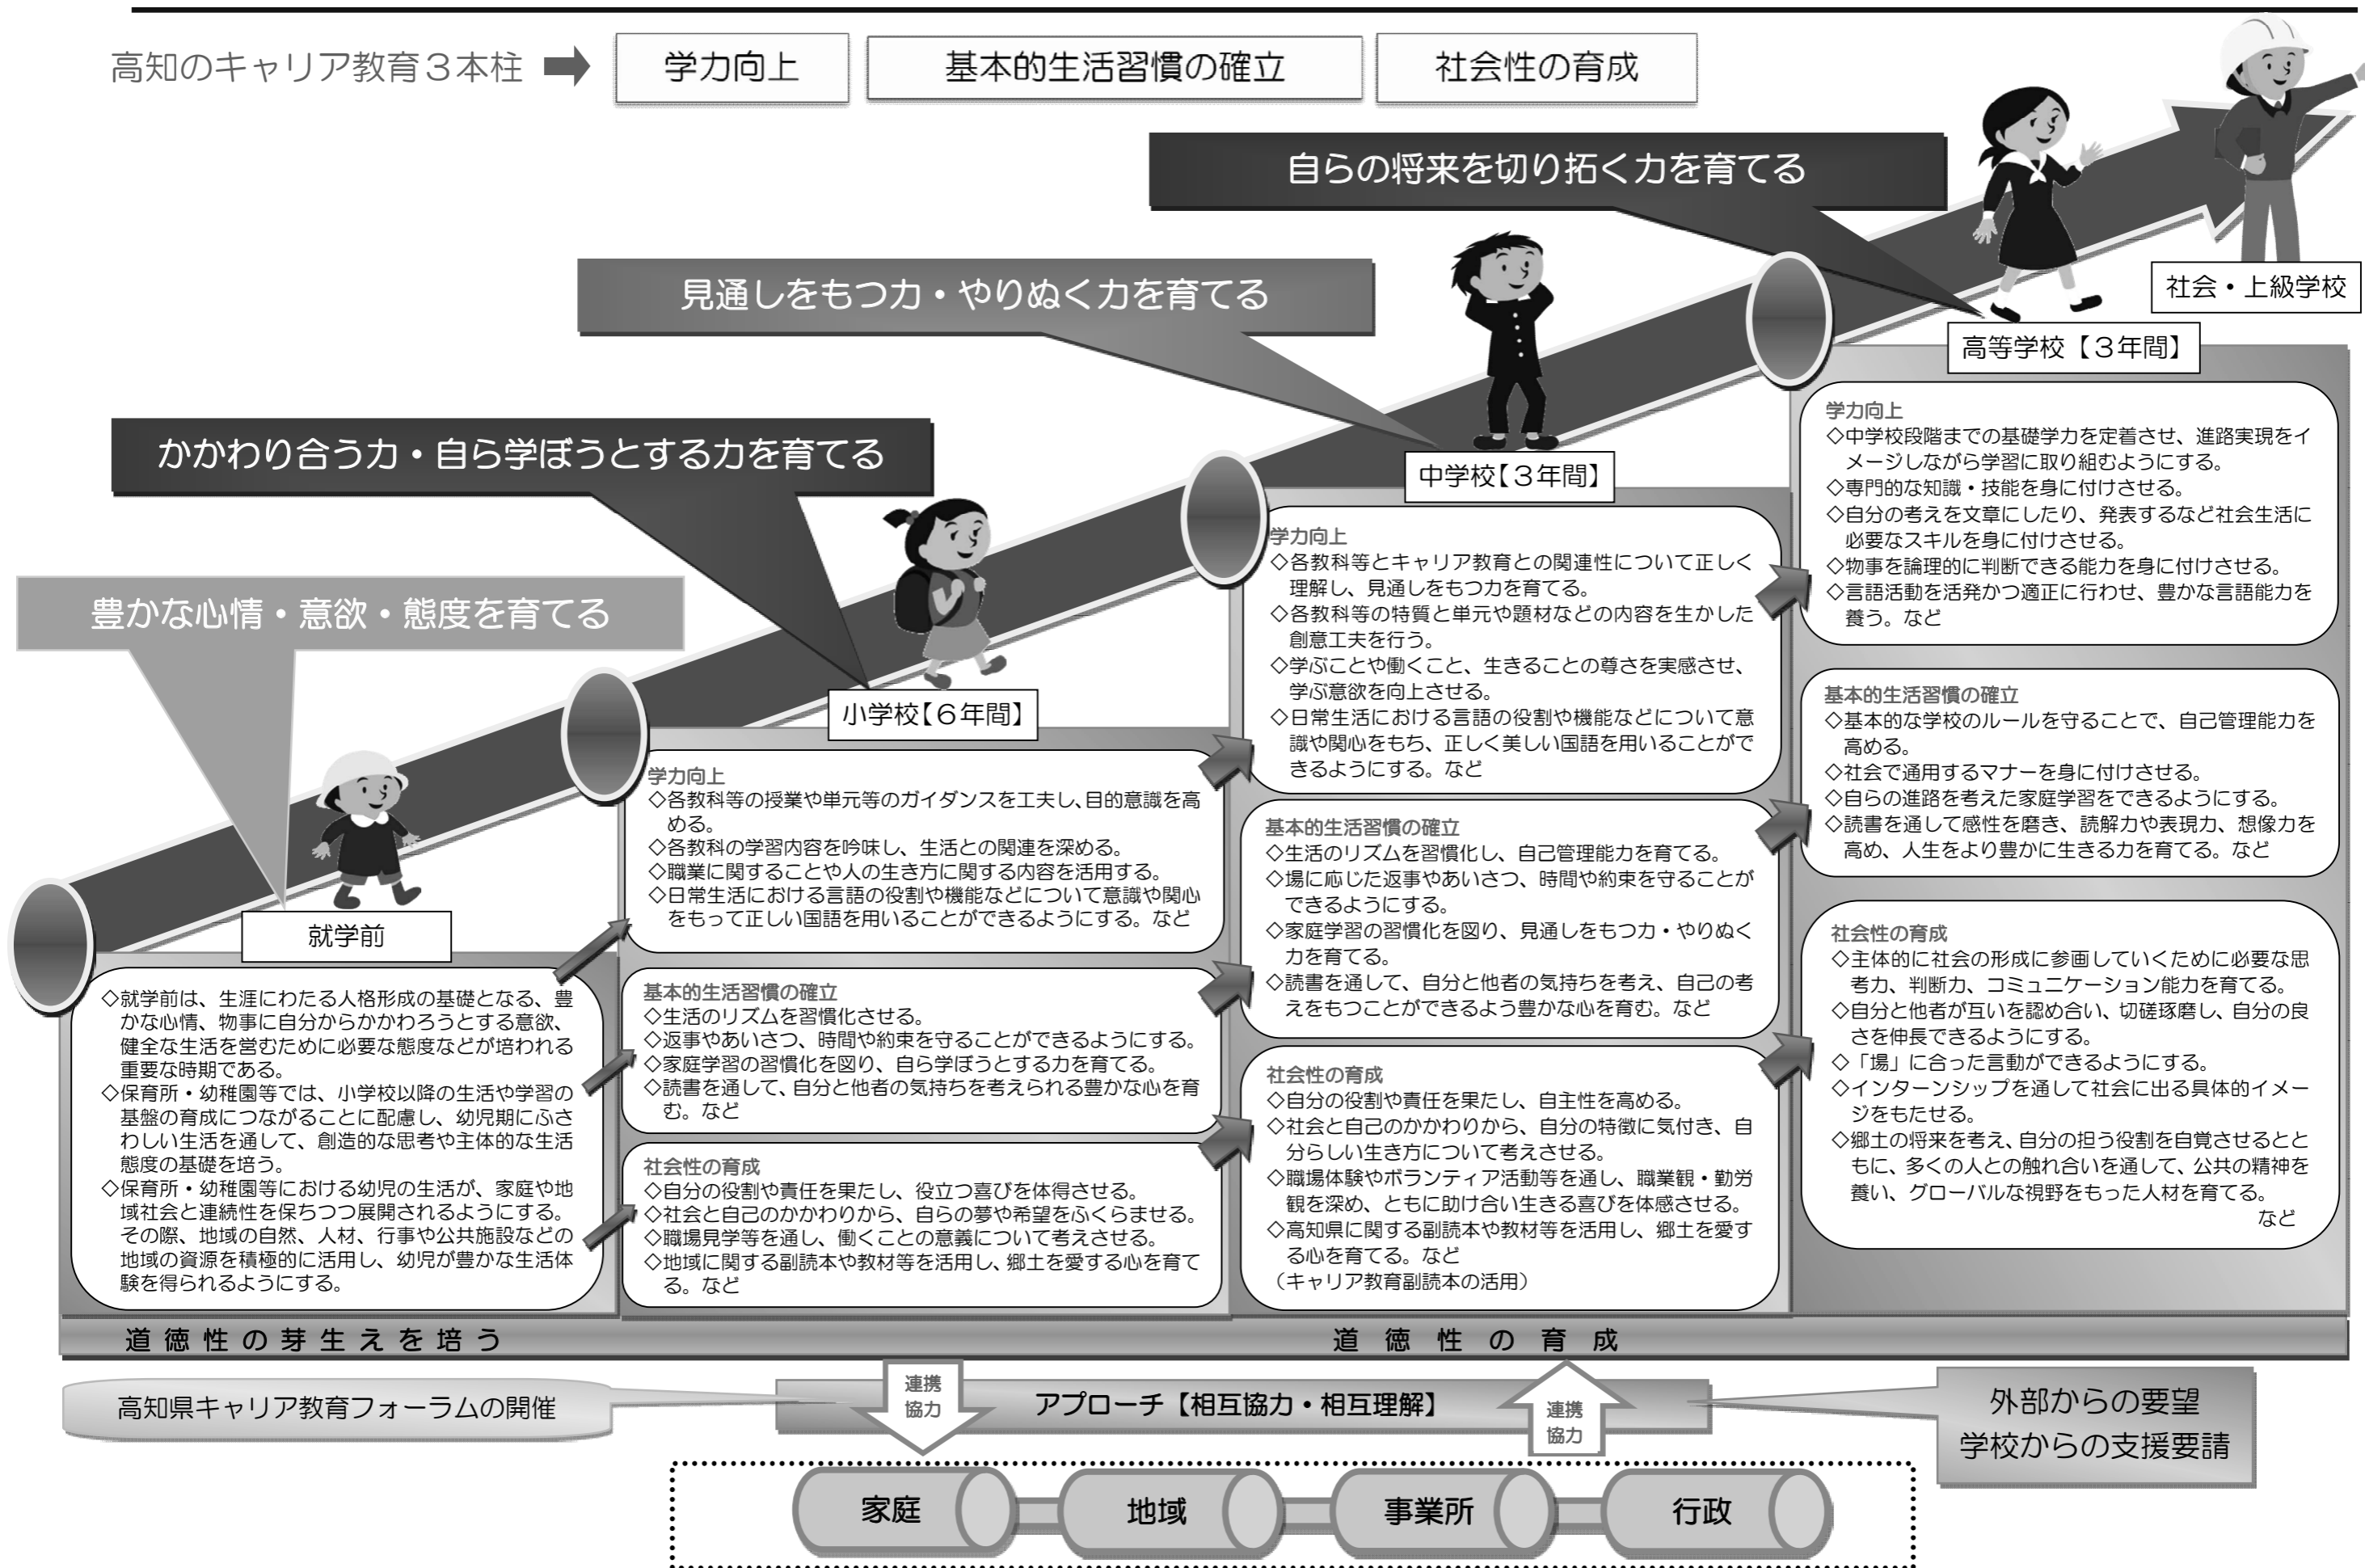 高知のキャリア教育３本柱
学力向上
基本的生活習慣の確立
社会性の育成
自らの将来を切り拓く力を育てる
見通しをもつ力・やりぬく力を育てる
かかわり合う力・自ら学ぼうとする力を育てる
豊かな心情・意欲・態度を育てる
就学前
◇就学前は、生涯にわたる人格形成の基礎となる、豊
かな心情、物事に自分からかかわろうとする意欲、
健全な生活を営むために必要な態度などが培われる
重要な時期である。
◇保育所・幼稚園等では、小学校以降の生活や学習の
基盤の育成につながることに配慮し、幼児期にふさ
わしい生活を通して、創造的な思考や主体的な生活
態度の基礎を培う。
◇保育所・幼稚園等における幼児の生活が、家庭や地
域社会と連続性を保ちつつ展開されるようにする。
その際、地域の自然、人材、行事や公共施設などの
地域の資源を積極的に活用し、幼児が豊かな生活体
験を得られるようにする。
小学校【６年間】
学力向上
◇各教科等の授業や単元等のガイダンスを工夫し、目的意識を高
める。
◇各教科の学習内容を吟味し、生活との関連を深める。
◇職業に関することや人の生き方に関する内容を活用する。
◇日常生活における言語の役割や機能などについて意識や関心
をもって正しい国語を用いることができるようにする。など
基本的生活習慣の確立
◇生活のリズムを習慣化させる。
◇返事やあいさつ、時間や約束を守ることができるようにする。
◇家庭学習の習慣化を図り、自ら学ぼうとする力を育てる。
◇読書を通して、自分と他者の気持ちを考えられる豊かな心を育
む。など
社会性の育成
◇自分の役割や責任を果たし、役立つ喜びを体得させる。
◇社会と自己のかかわりから、自らの夢や希望をふくらませる。
◇職場見学等を通し、働くことの意義について考えさせる。
◇地域に関する副読本や教材等を活用し、郷土を愛する心を育て
る。など
中学校【３年間】
学力向上
◇各教科等とキャリア教育との関連性について正しく
理解し、見通しをもつ力を育てる。
◇各教科等の特質と単元や題材などの内容を生かした
創意工夫を行う。
◇学ぶことや働くこと、生きることの尊さを実感させ、
学ぶ意欲を向上させる。
◇日常生活における言語の役割や機能などについて意
識や関心をもち、正しく美しい国語を用いることがで
きるようにする。など
基本的生活習慣の確立
◇生活のリズムを習慣化し、自己管理能力を育てる。
◇場に応じた返事やあいさつ、時間や約束を守ることが
できるようにする。
◇家庭学習の習慣化を図り、見通しをもつ力・やりぬく
力を育てる。
◇読書を通して、自分と他者の気持ちを考え、自己の考
えをもつことができるよう豊かな心を育む。など
社会性の育成
◇自分の役割や責任を果たし、自主性を高める。
◇社会と自己のかかわりから、自分の特徴に気付き、自
分らしい生き方について考えさせる。
◇職場体験やボランティア活動等を通し、職業観・勤労
観を深め、ともに助け合い生きる喜びを体感させる。
◇高知県に関する副読本や教材等を活用し、郷土を愛す
る心を育てる。など
（キャリア教育副読本の活用）
社会・上級学校
高等学校【３年間】
学力向上
◇中学校段階までの基礎学力を定着させ、進路実現をイ
メージしながら学習に取り組むようにする。
◇専門的な知識・技能を身に付けさせる。
◇自分の考えを文章にしたり、発表するなど社会生活に
必要なスキルを身に付けさせる。
◇物事を論理的に判断できる能力を身に付けさせる。
◇言語活動を活発かつ適正に行わせ、豊かな言語能力を
養う。など
基本的生活習慣の確立
◇基本的な学校のルールを守ることで、自己管理能力を
高める。
◇社会で通用するマナーを身に付けさせる。
◇自らの進路を考えた家庭学習をできるようにする。
◇読書を通して感性を磨き、読解力や表現力、想像力を
高め、人生をより豊かに生きる力を育てる。など
社会性の育成
◇主体的に社会の形成に参画していくために必要な思
考力、判断力、コミュニケーション能力を育てる。
◇自分と他者が互いを認め合い、切磋琢磨し、自分の良
さを伸長できるようにする。
◇「場」に合った言動ができるようにする。
◇インターンシップを通して社会に出る具体的イメー
ジをもたせる。
◇郷土の将来を考え、自分の担う役割を自覚させるとと
もに、多くの人との触れ合いを通して、公共の精神を
養い、グローバルな視野をもった人材を育てる。
など
道徳性の芽生えを培う
道徳性の育成
高知県キャリア教育フォーラムの開催
連携
協力
アプローチ【相互協力・相互理解】
連携
協力
外部からの要望
学校からの支援要請
家庭
地域
事業所
行政